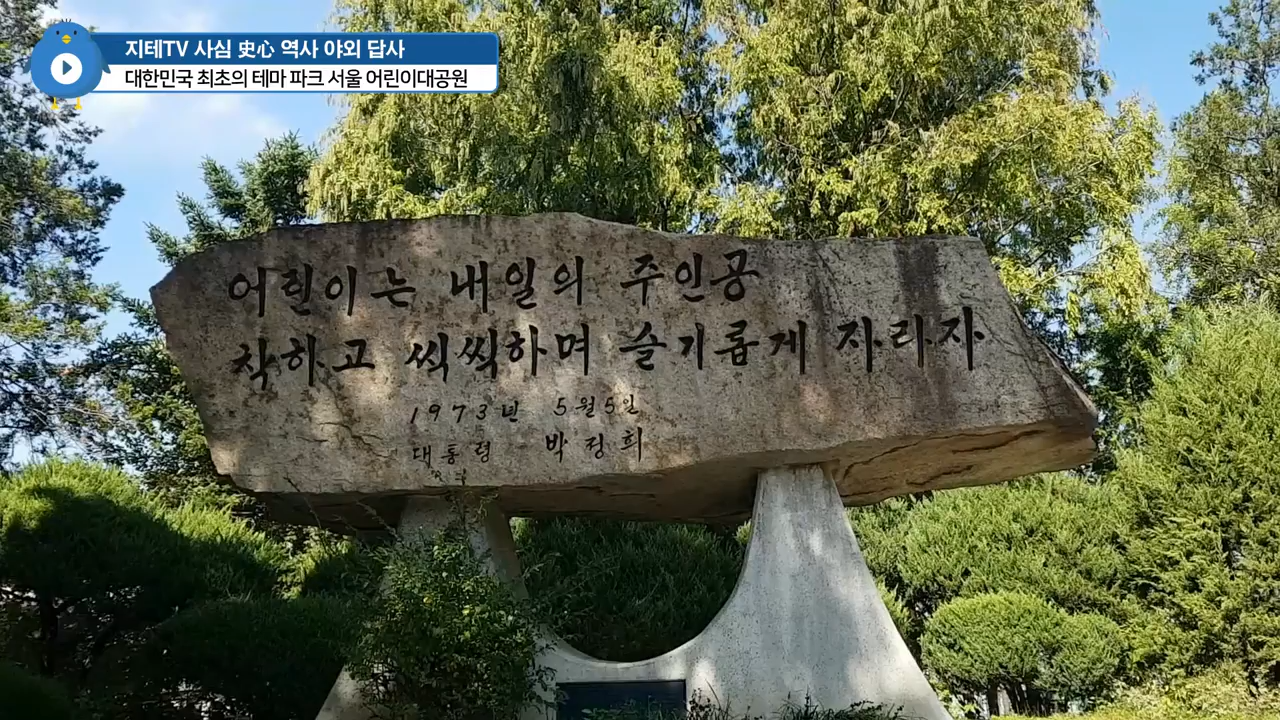 지테TV 사심 史心 역사 야외 답사
대한민국 최초의 테마 파크 서울 어린이대공원
어린이는 내일의 주인공
착하고 씩씩하며 슬기롭게 자라자
1973년 5월5일
대통령 박정희